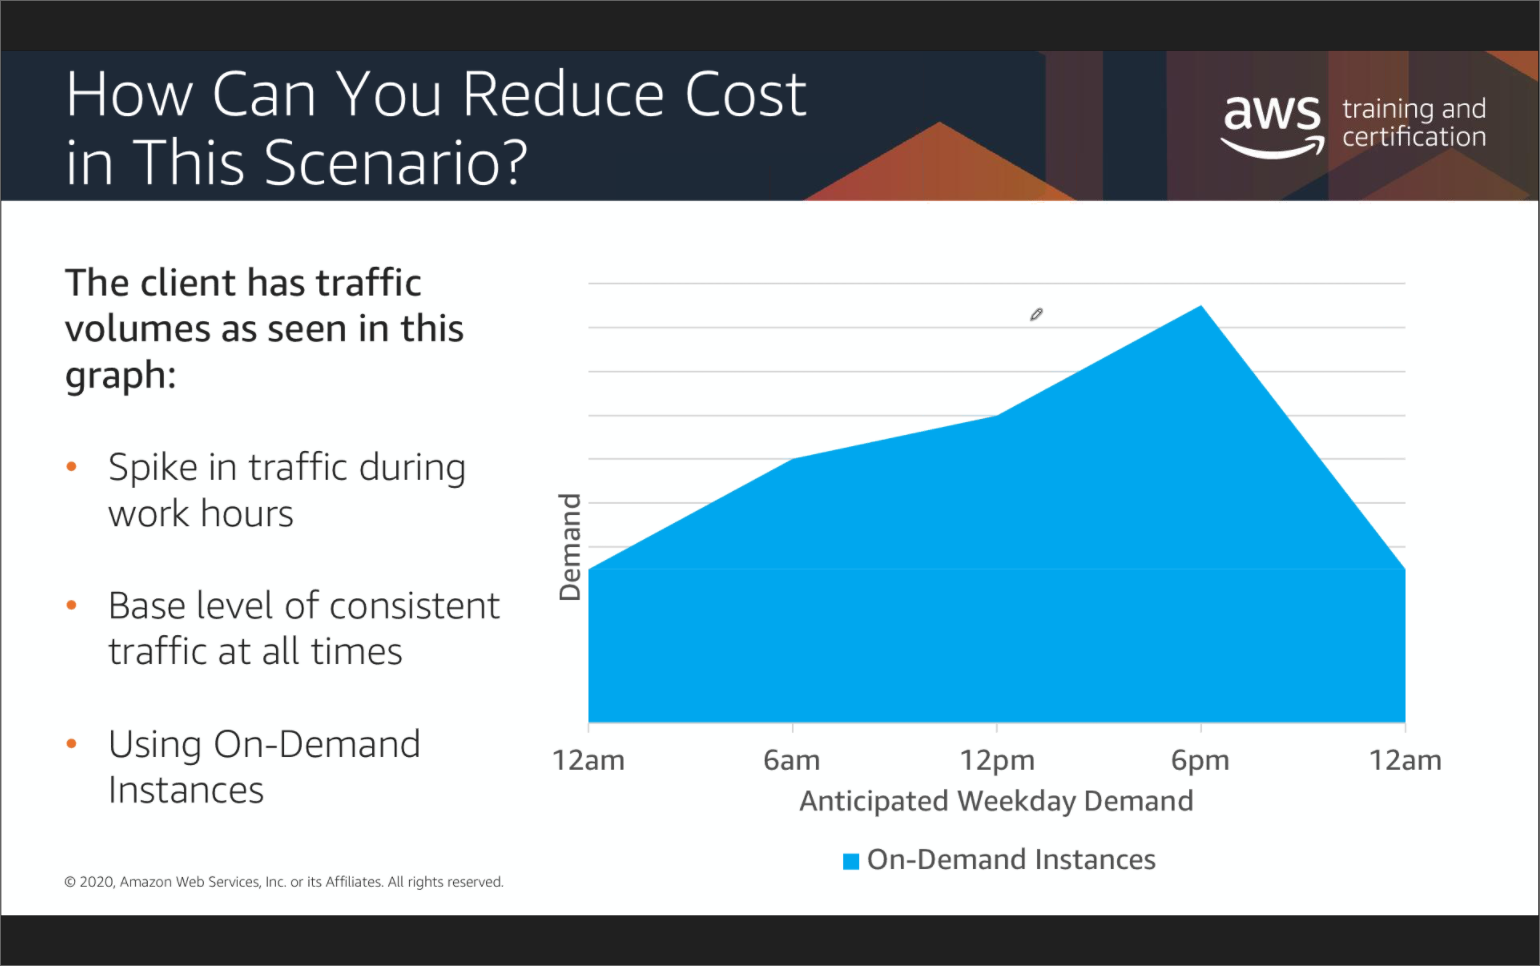 How Can You Reduce Cost
in This Scenario?
aws
training and
certification
The client has traffic
volumes as seen in this
graph:
• Spike in traffic during
work hours
• Base level of consistent
traffic at all times
• Using On-Demand
Instances
Demand
12am 6am 12pm 6pm 12am
Anticipated Weekday Demand
On-Demand Instances
© 2020, Amazon Web Services, Inc. or its Affiliates. All rights reserved.